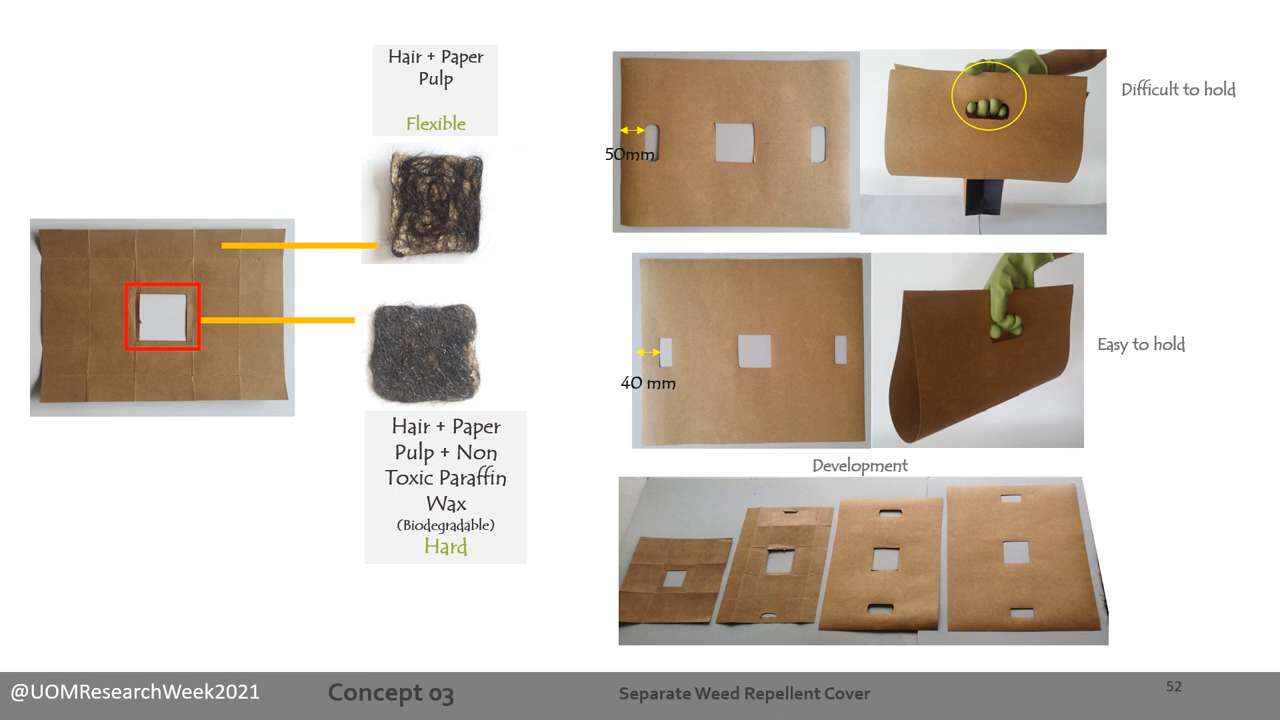 Hair + Paper
Pulp
Flexible
Hair + Paper
Pulp + Non
Toxic Paraffin
Wax
(Biodegradable)
Hard
50mm
Difficult to hold
40 mm
Easy to hold
Development
@UOMResearchWeek2021
Concept 03
Separate Weed Repellent Cover
52